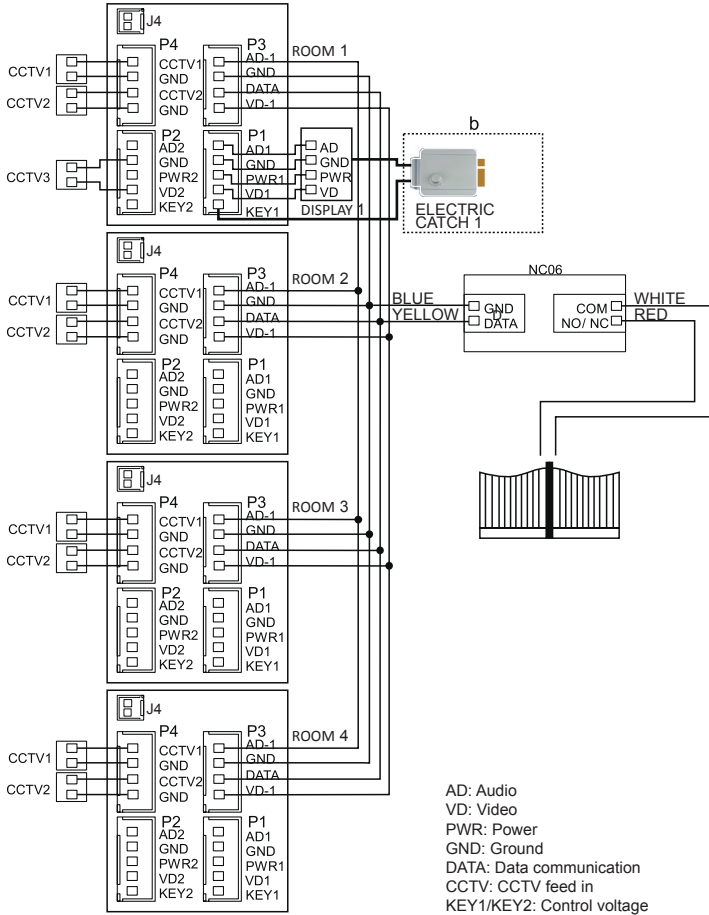 J4
P4
P3
ROOM 1
CCTV1
CCTV1
AD-1
GND
GND
CCTV2
CCTV2
DATA
GND
VD-1
b
P2
P1
AD2
AD1
AD
GND
GND
GND
CCTV3
PWR2
PWR1
PWR
VD2
VD1
VD
KEY2
KEY1
DISPLAY 1
ELECTRIC
CATCH 1
J4
P4
P3
ROOM 2
NC06
CCTV1
CCTV1
AD-1
GND
GND
BLUE
GND
COM
WHITE
CCTV2
CCTV2
DATA
YELLOW
D
DATA
NO/ NC
RED
GND
VD-1
P2
P1
AD2
AD1
GND
GND
PWR2
PWR1
VD2
VD1
KEY2
KEY1
J4
P4
P3
ROOM 3
CCTV1
CCTV1
AD-1
GND
GND
CCTV2
CCTV2
DATA
GND
VD-1
P2
P1
AD2
AD1
GND
GND
PWR2
PWR1
VD2
VD1
KEY2
KEY1
J4
P4
P3
ROOM 4
CCTV1
CCTV1
AD-1
GND
GND
CCTV2
CCTV2
DATA
GND
VD-1
P2
P1
AD2
AD1
GND
GND
PWR2
PWR1
VD2
VD1
KEY2
KEY1
AD: Audio
VD: Video
PWR: Power
GND: Ground
DATA: Data communication
CCTV: CCTV feed in
KEY1/KEY2: Control voltage